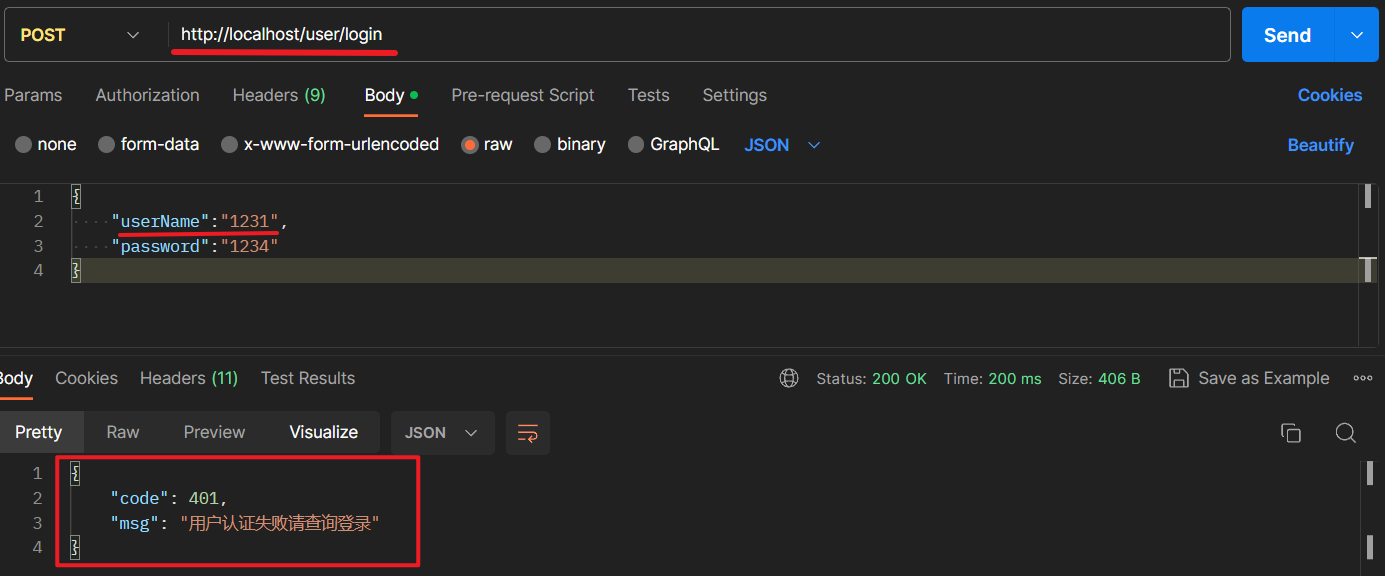 POST http://localhost/user/login Send
Params Authorization Headers (9) Body Pre-request Script Tests Settings Cookies
none form-data x-www-form-urlencoded raw binary GraphQL JSON Beautify
1 {
2 "userName":"1231",
3 "password":"1234"
4 }
Body Cookies Headers (11) Test Results Status: 200 OK Time: 200 ms Size: 406 B Save as Example
Pretty Raw Preview Visualize JSON
1 {
2 "code": 401,
3 "msg": "用户认证失败请查询登录"
4 }